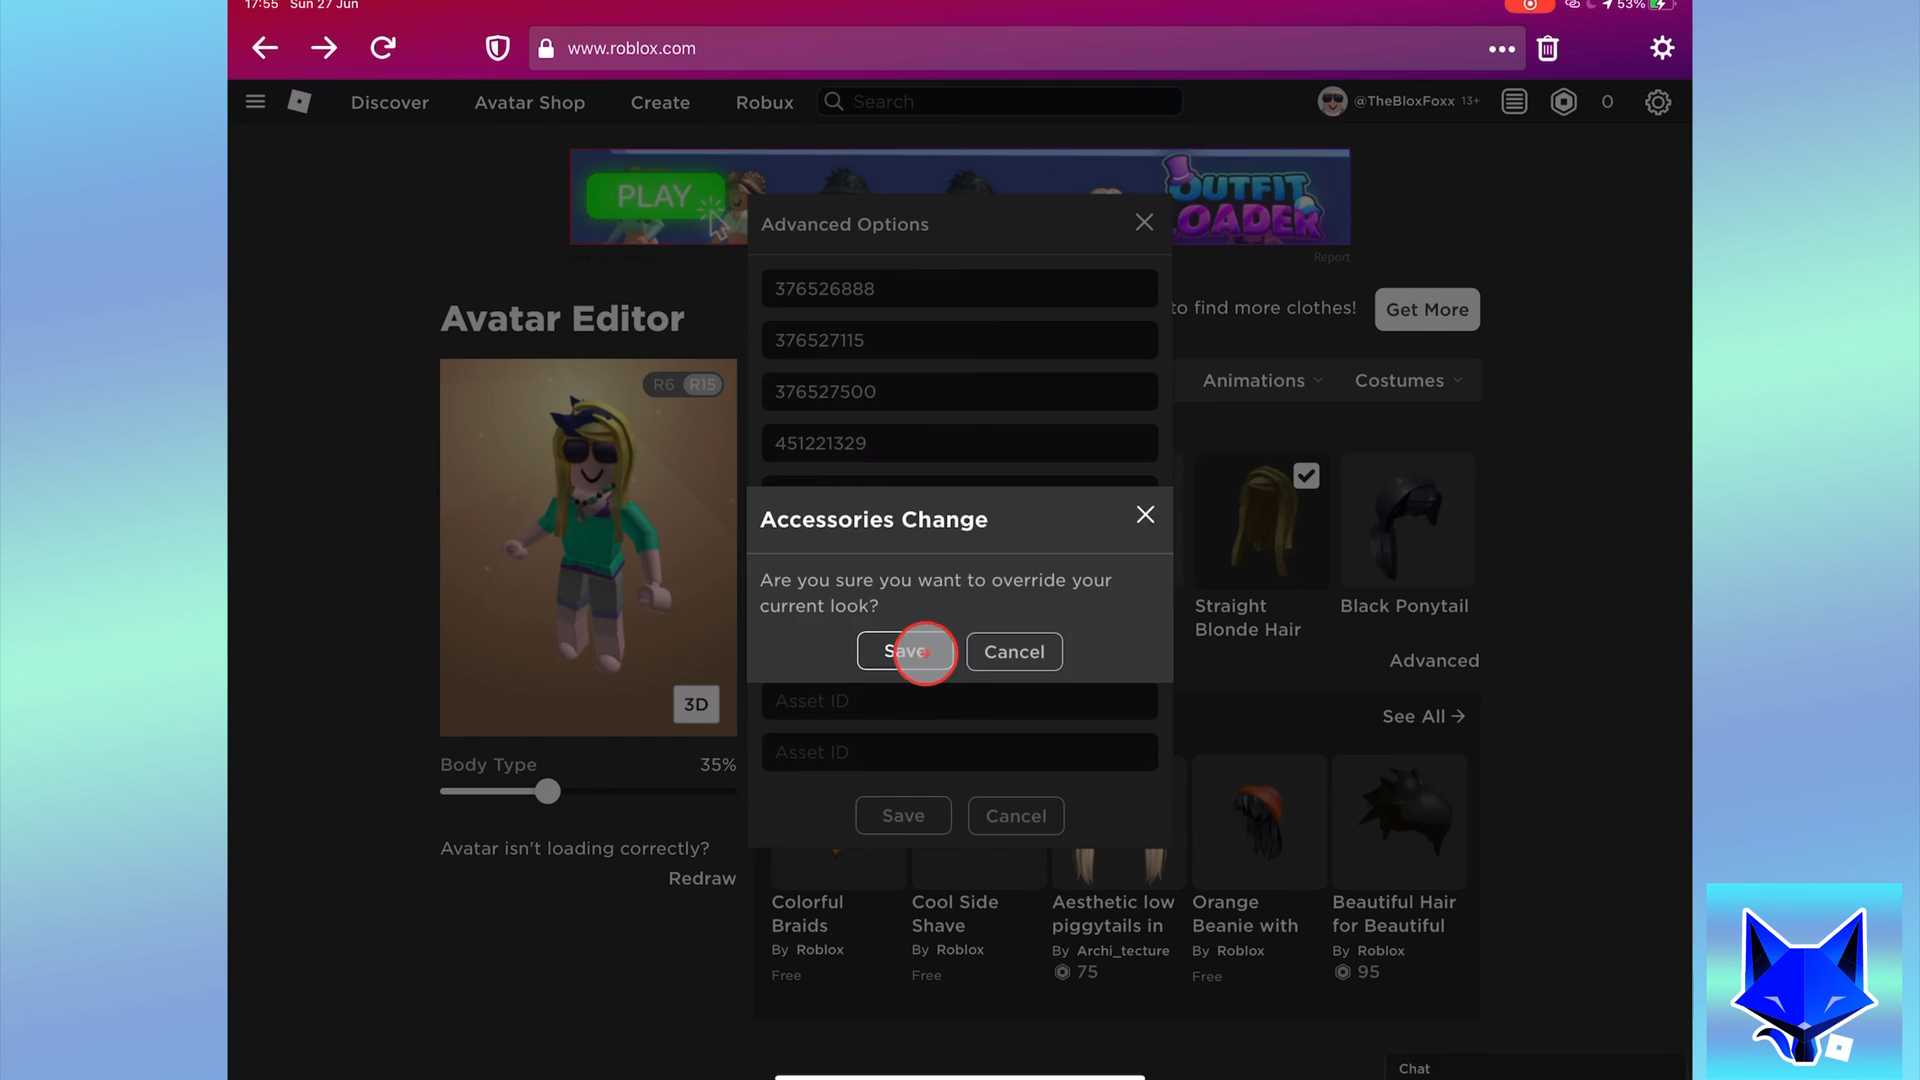 17:55 Sun 27 Jun
53%
www.roblox.com
Discover
Avatar Shop
Create
Robux
Search
@TheBloxFoxx 13+
0
PLAY
OUTFIT
LOADER
Report
Advanced Options
376526888
376527115
376527500
451221329
Avatar Editor
to find more clothes!
Get More
R6 R15
Animations
Costumes
Accessories Change
Are you sure you want to override your
current look?
Save
Cancel
Straight
Blonde Hair
Black Ponytail
Advanced
Asset ID
Asset ID
See All
3D
Body Type
35%
Save
Cancel
Avatar isn't loading correctly?
Redraw
Colorful
Braids
By Roblox
Free
Cool Side
Shave
By Roblox
Free
Aesthetic low
piggytails in
By Archi_tecture
75
Orange
Beanie with
By Roblox
Free
Beautiful Hair
for Beautiful
By Roblox
95
Chat